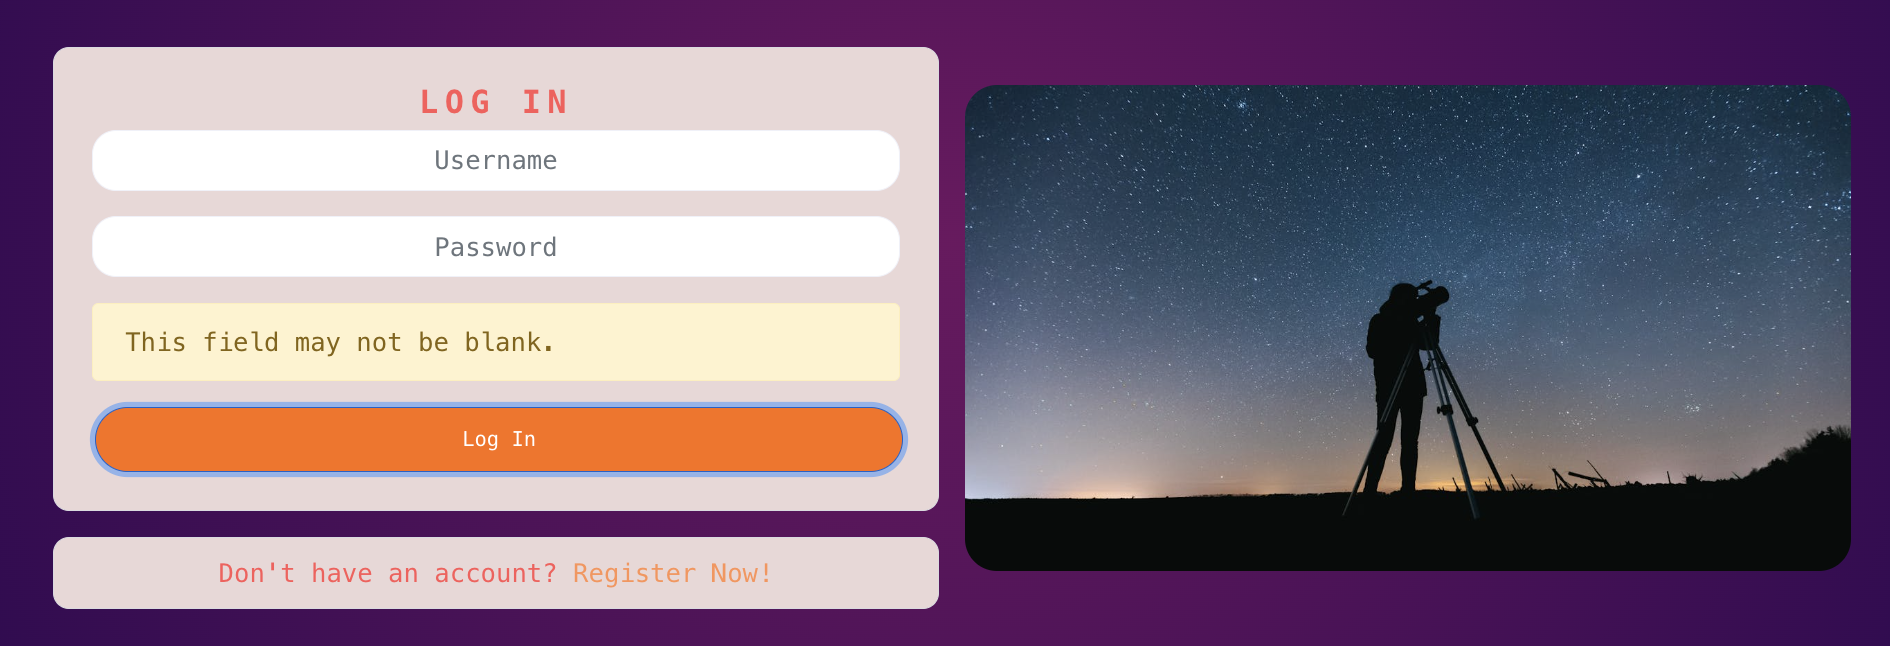 LOG IN
Username
Password
This field may not be blank.
Log In
Don't have an account? Register Now!